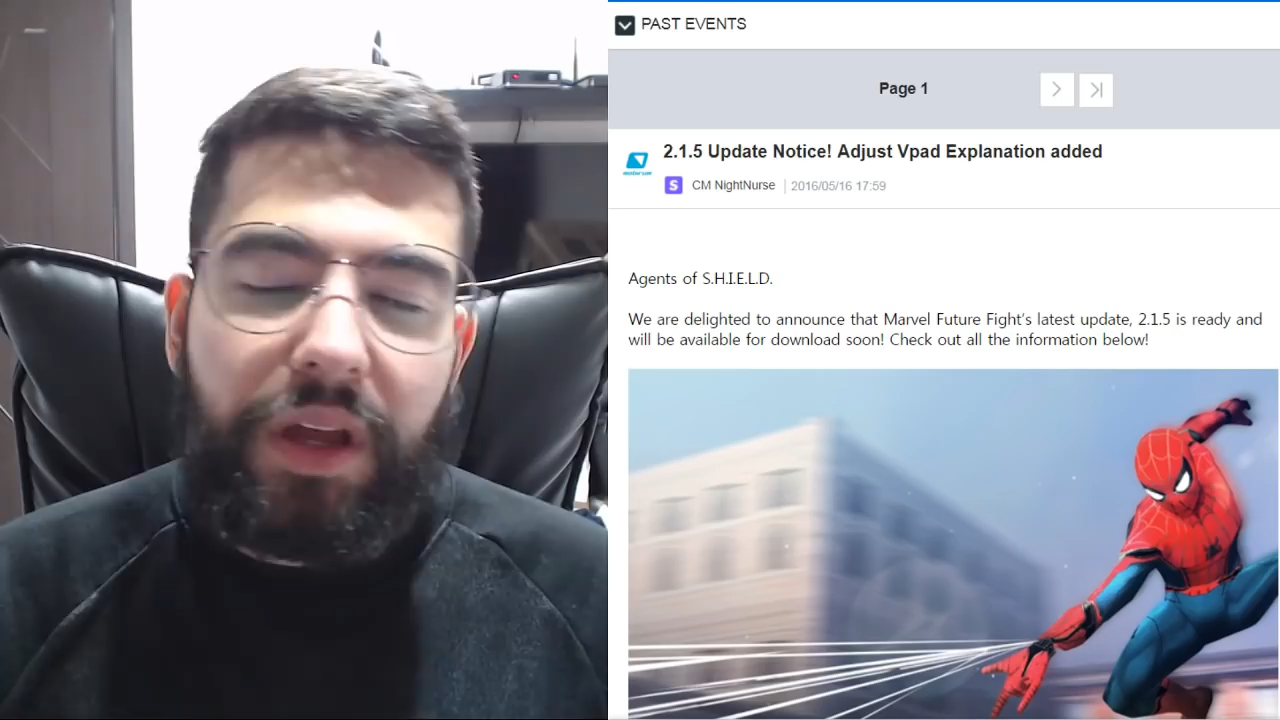 PAST EVENTS
Page 1
2.1.5 Update Notice! Adjust Vpad Explanation added
S CM NightNurse 2016/05/16 17:59
Agents of S.H.I.E.L.D.
We are delighted to announce that Marvel Future Fight's latest update, 2.1.5 is ready and
will be available for download soon! Check out all the information below!